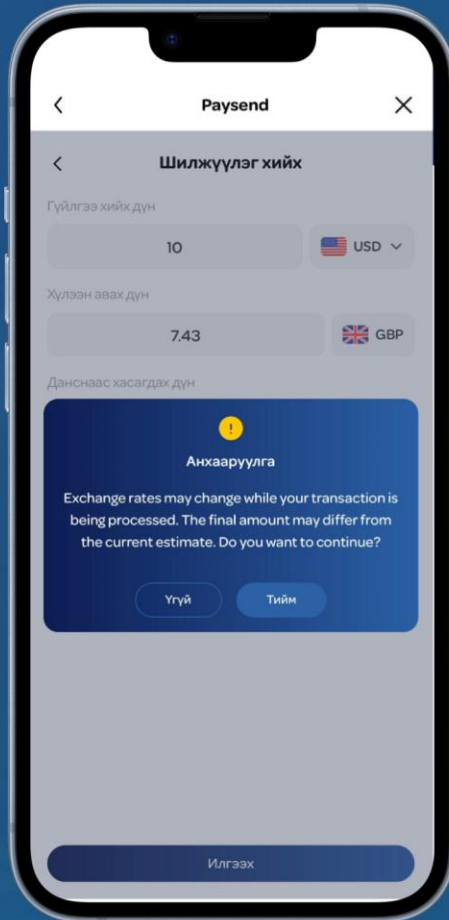 Paysend
Шилжүүлэг хийх
Гүйлгээ хийх дүн
10
USD
Хүлээн авах дүн
7.43
GBP
Данснаас хасагдах дүн
!
Анхааруулга
Exchange rates may change while your transaction is
being processed. The final amount may differ from
the current estimate. Do you want to continue?
Үгүй
Тийм
Илгээх